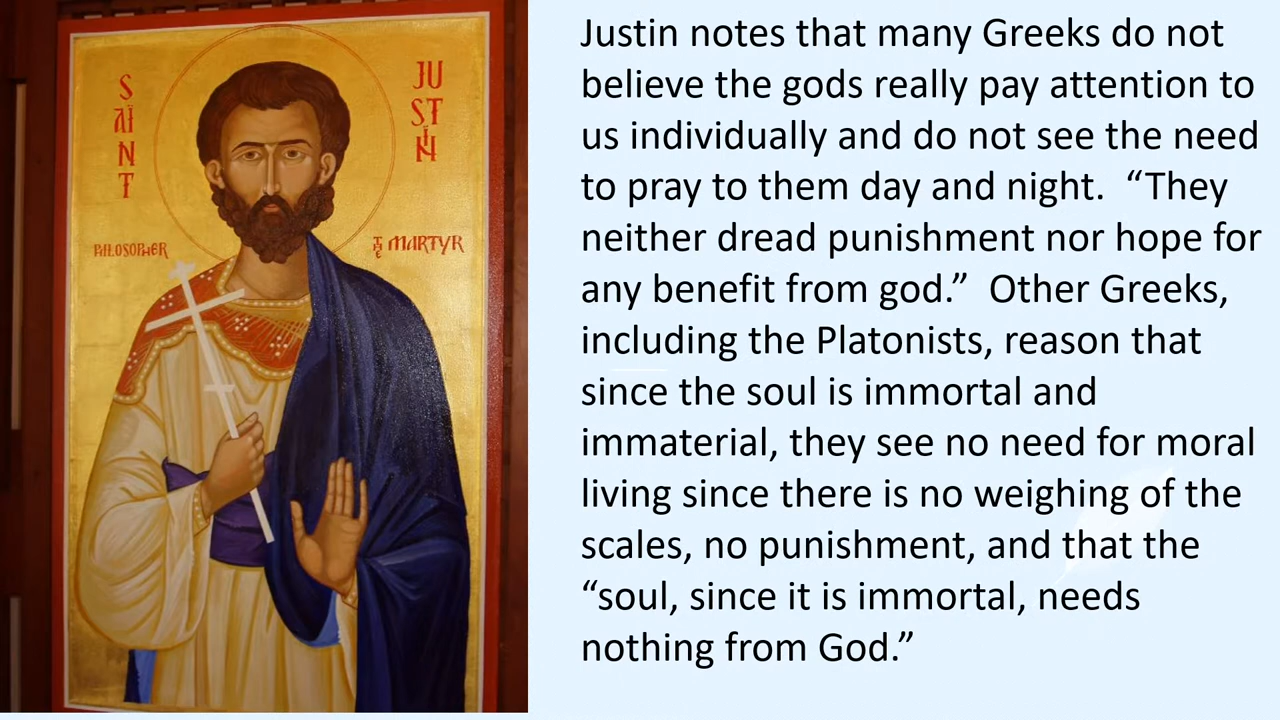 SAINT
JUSTIN
PHILOSOPHER
THE MARTYR
Justin notes that many Greeks do not
believe the gods really pay attention to
us individually and do not see the need
to pray to them day and night.  “They
neither dread punishment nor hope for
any benefit from god.”  Other Greeks,
including the Platonists, reason that
since the soul is immortal and
immaterial, they see no need for moral
living since there is no weighing of the
scales, no punishment, and that the
“soul, since it is immortal, needs
nothing from God.”